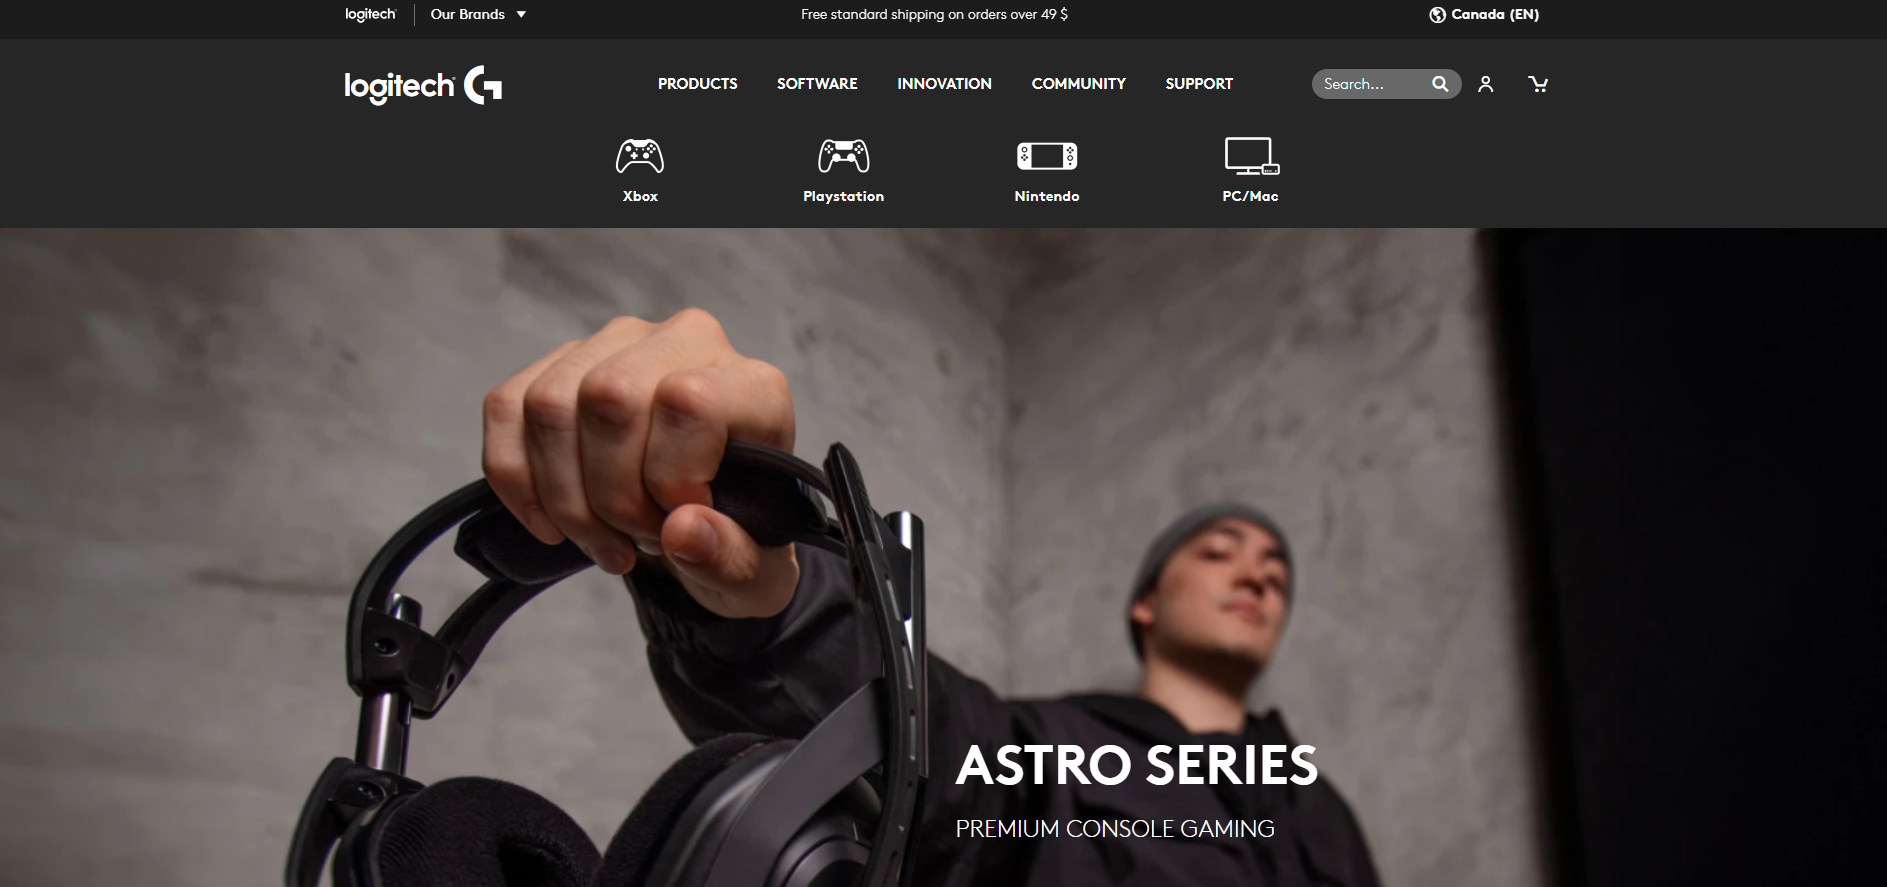 logitech
Our Brands
Free standard shipping on orders over 49 $
Canada (EN)
logitech G
PRODUCTS
SOFTWARE
INNOVATION
COMMUNITY
SUPPORT
Search...
Xbox
Playstation
Nintendo
PC/Mac
ASTRO SERIES
PREMIUM CONSOLE GAMING